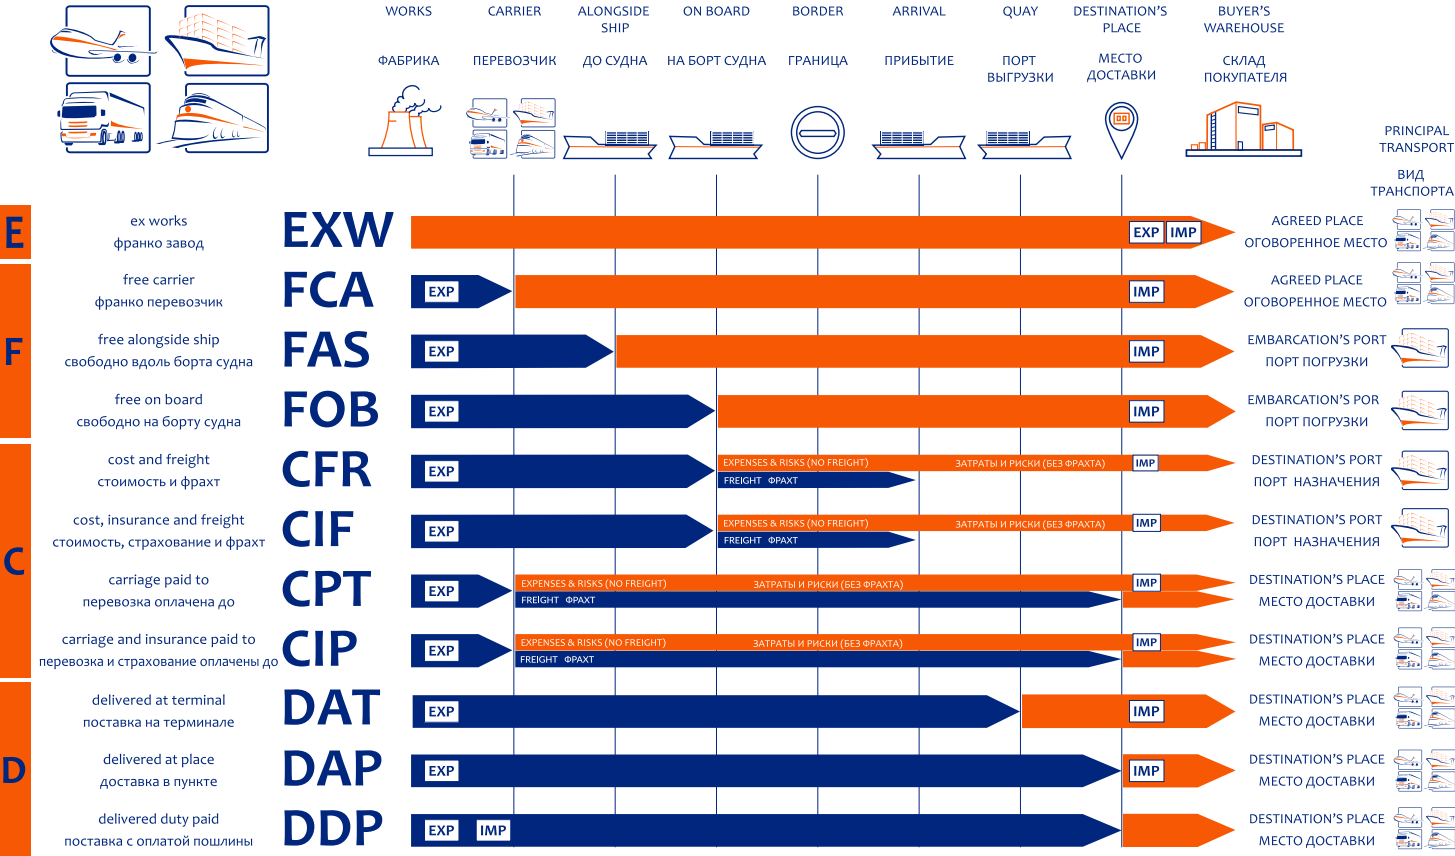 WORKS
CARRIER
ALONGSIDE
SHIP
ON BOARD
BORDER
ARRIVAL
QUAY
DESTINATION'S
PLACE
BUYER'S
WAREHOUSE
ФАБРИКА
ПЕРЕВОЗЧИК
ДО СУДНА
НА БОРТ СУДНА
ГРАНИЦА
ПРИБЫТИЕ
ПОРТ
ВЫГРУЗКИ
МЕСТО
ДОСТАВКИ
СКЛАД
ПОКУПАТЕЛЯ
PRINCIPAL
TRANSPORT
ВИД
ТРАНСПОРТА
E
ex works
франко завод
EXW
EXP
IMP
AGREED PLACE
ОГОВОРЕННОЕ МЕСТО
F
free carrier
франко перевозчик
FCA
EXP
IMP
AGREED PLACE
ОГОВОРЕННОЕ МЕСТО
free alongside ship
свободно вдоль борта судна
FAS
EXP
IMP
EMBARCATION'S PORT
ПОРТ ПОГРУЗКИ
free on board
свободно на борту судна
FOB
EXP
IMP
EMBARCATION'S POR
ПОРТ ПОГРУЗКИ
C
cost and freight
стоимость и фрахт
CFR
EXP
EXPENSES & RISKS (NO FREIGHT)
ЗАТРАТЫ И РИСКИ (БЕЗ ФРАХТА)
IMP
FREIGHT ФРАХТ
DESTINATION'S PORT
ПОРТ НАЗНАЧЕНИЯ
cost, insurance and freight
стоимость, страхование и фрахт
CIF
EXP
EXPENSES & RISKS (NO FREIGHT)
ЗАТРАТЫ И РИСКИ (БЕЗ ФРАХТА)
IMP
FREIGHT ФРАХТ
DESTINATION'S PORT
ПОРТ НАЗНАЧЕНИЯ
carriage paid to
перевозка оплачена до
CPT
EXP
EXPENSES & RISKS (NO FREIGHT)
ЗАТРАТЫ И РИСКИ (БЕЗ ФРАХТА)
IMP
FREIGHT ФРАХТ
DESTINATION'S PLACE
МЕСТО ДОСТАВКИ
carriage and insurance paid to
перевозка и страхование оплачены до
CIP
EXP
EXPENSES & RISKS (NO FREIGHT)
ЗАТРАТЫ И РИСКИ (БЕЗ ФРАХТА)
IMP
FREIGHT ФРАХТ
DESTINATION'S PLACE
МЕСТО ДОСТАВКИ
D
delivered at terminal
поставка на терминале
DAT
EXP
IMP
DESTINATION'S PLACE
МЕСТО ДОСТАВКИ
delivered at place
доставка в пункте
DAP
EXP
IMP
DESTINATION'S PLACE
МЕСТО ДОСТАВКИ
delivered duty paid
поставка с оплатой пошлины
DDP
EXP
IMP
DESTINATION'S PLACE
МЕСТО ДОСТАВКИ